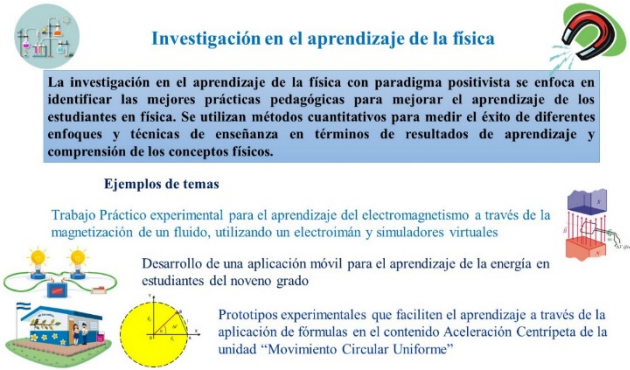 Investigación en el aprendizaje de la física
La investigación en el aprendizaje de la física con paradigma positivista se enfoca en
identificar las mejores prácticas pedagógicas para mejorar el aprendizaje de los
estudiantes en física. Se utilizan métodos cuantitativos para medir el éxito de diferentes
enfoques y técnicas de enseñanza en términos de resultados de aprendizaje y
comprensión de los conceptos físicos.
Ejemplos de temas
Trabajo Práctico experimental para el aprendizaje del electromagnetismo a través de la
magnetización de un fluido, utilizando un electroimán y simuladores virtuales
Desarrollo de una aplicación móvil para el aprendizaje de la energía en
estudiantes del noveno grado
Prototipos experimentales que faciliten el aprendizaje a través de la
aplicación de fórmulas en el contenido Aceleración Centrípeta de la
unidad “Movimiento Circular Uniforme”